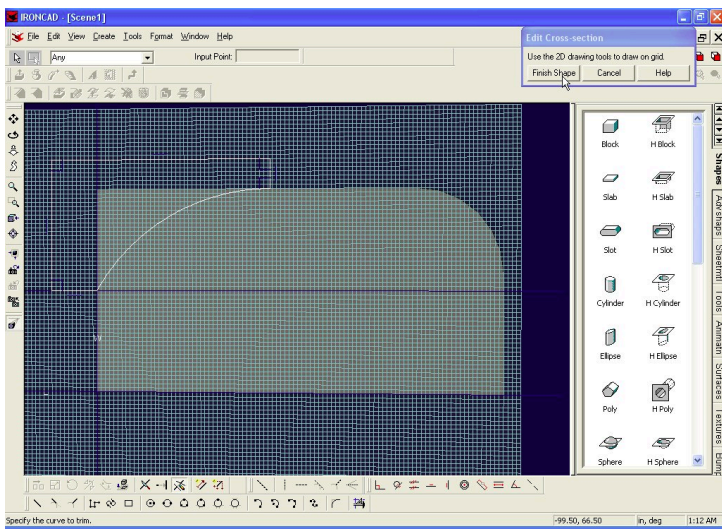 IRONCAD - [Scene1]
File Edit View Create Tools Format Window Help
Any
Input Point:
Edit Cross-section
Use the 2D drawing tools to draw on grid.
Finish Shape Cancel Help
Block H Block
Slab H Slab
Slot H Slot
Cylinder H Cylinder
Ellipse H Ellipse
Poly H Poly
Sphere H Sphere
Shapes
Advshaps
Sheetmtl
Tools
Animatn
Surfaces
Textures
Bump
W
Specify the curve to trim.
-99.50, 66.50 in, deg 1:12 AM